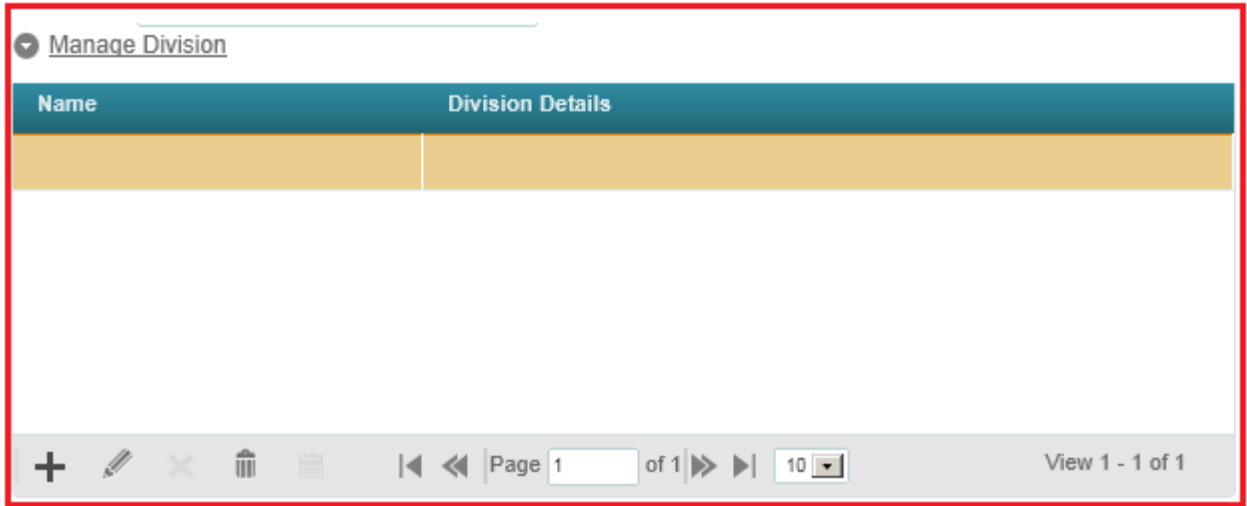 Manage Division
Name Division Details
Page 1 of 1 10 View 1 - 1 of 1